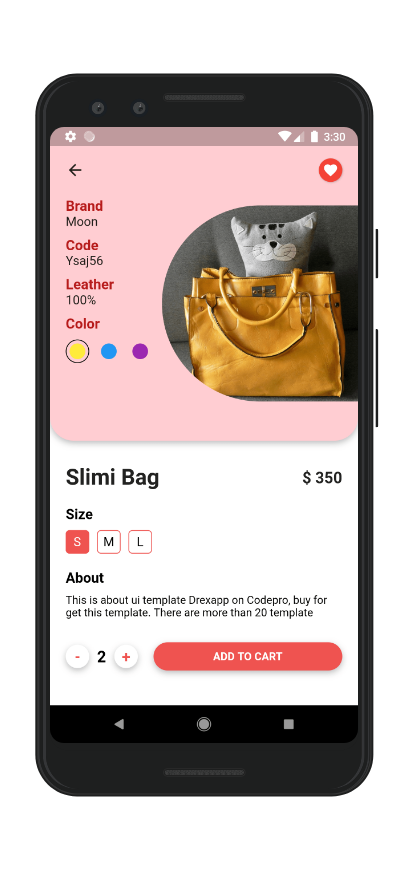 3:30
Brand
Moon
Code
Ysaj56
Leather
100%
Color
Slimi Bag
$ 350
Size
S M L
About
This is about ui template Drexapp on Codepro, buy for
get this template. There are more than 20 template
- 2 +
ADD TO CART